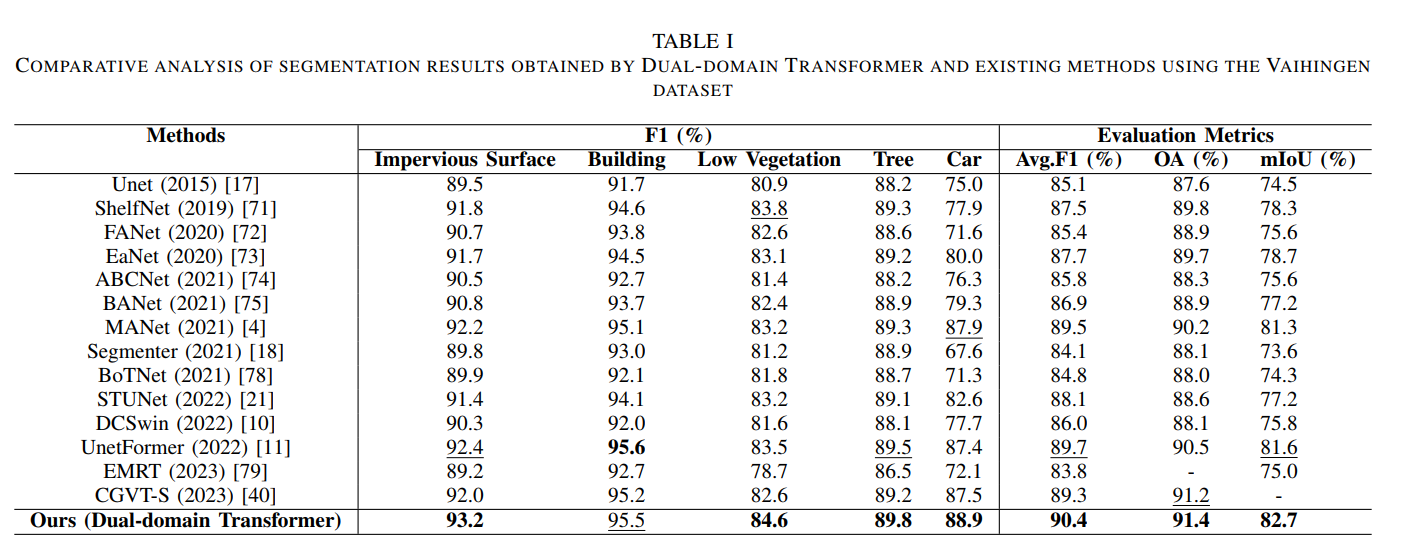 TABLE I
COMPARATIVE ANALYSIS OF SEGMENTATION RESULTS OBTAINED BY DUAL-DOMAIN TRANSFORMER AND EXISTING METHODS USING THE VAIHINGEN
DATASET
Methods F1 (%) Evaluation Metrics
Impervious Surface Building Low Vegetation Tree Car Avg.F1 (%) OA (%) mIoU (%)
Unet (2015) [17] 89.5 91.7 80.9 88.2 75.0 85.1 87.6 74.5
ShelfNet (2019) [71] 91.8 94.6 83.8 89.3 77.9 87.5 89.8 78.3
FANet (2020) [72] 90.7 93.8 82.6 88.6 71.6 85.4 88.9 75.6
EaNet (2020) [73] 91.7 94.5 83.1 89.2 80.0 87.7 89.7 78.7
ABCNet (2021) [74] 90.5 92.7 81.4 88.2 76.3 85.8 88.3 75.6
BANet (2021) [75] 90.8 93.7 82.4 88.9 79.3 86.9 88.9 77.2
MANet (2021) [4] 92.2 95.1 83.2 89.3 87.9 89.5 90.2 81.3
Segmenter (2021) [18] 89.8 93.0 81.2 88.9 67.6 84.1 88.1 73.6
BoTNet (2021) [78] 89.9 92.1 81.8 88.7 71.3 84.8 88.0 74.3
STUNet (2022) [21] 91.4 94.1 83.2 89.1 82.6 88.1 88.6 77.2
DCSwin (2022) [10] 90.3 92.0 81.6 88.1 77.7 86.0 88.1 75.8
UnetFormer (2022) [11] 92.4 95.6 83.5 89.5 87.4 89.7 90.5 81.6
EMRT (2023) [79] 89.2 92.7 78.7 86.5 72.1 83.8 - 75.0
CGVT-S (2023) [40] 92.0 95.2 82.6 89.2 87.5 89.3 91.2 -
Ours (Dual-domain Transformer) 93.2 95.5 84.6 89.8 88.9 90.4 91.4 82.7